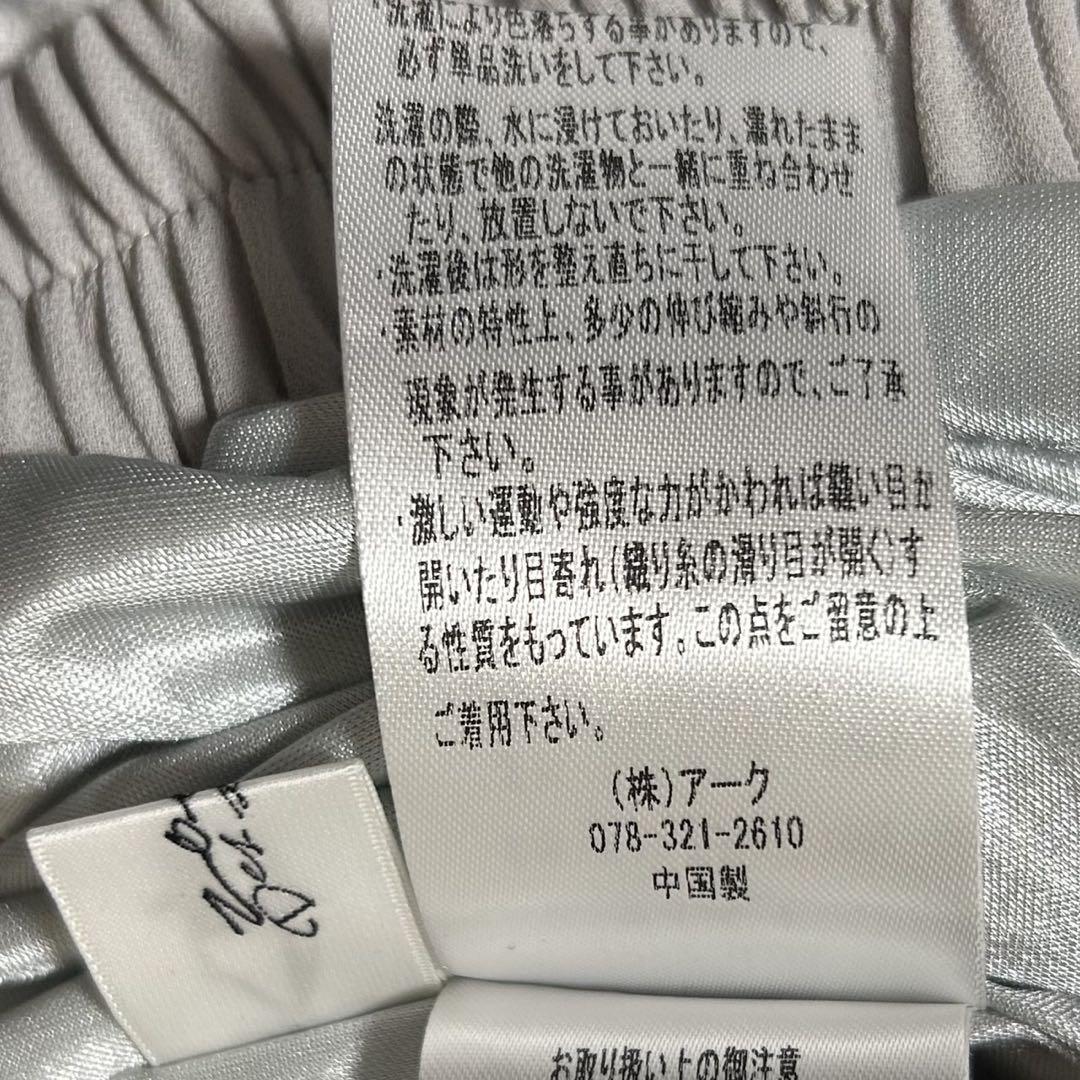 ・洗濯により色落らする事がありますので、
必ず単品洗いをして下さい。
洗濯の際、水に浸けておいたり、濡れたまま
の状態で他の洗濯物と一緒に重ね合わせ
たり、放置しないで下さい。
・洗濯後は形を整え直ちに干して下さい。
・素材の特性上、多少の伸び縮みや斜行の
現象が発生する事がありますので、ご了承
下さい。
・激しい運動や強度な力がかわれば縫い目が
開いたり目寄れ(織り糸の滑り目が開く)す
る性質をもっています。この点をご留意の上
ご着用下さい。
(株)アーク
078-321-2610
中国製
お取り扱い上の御注意